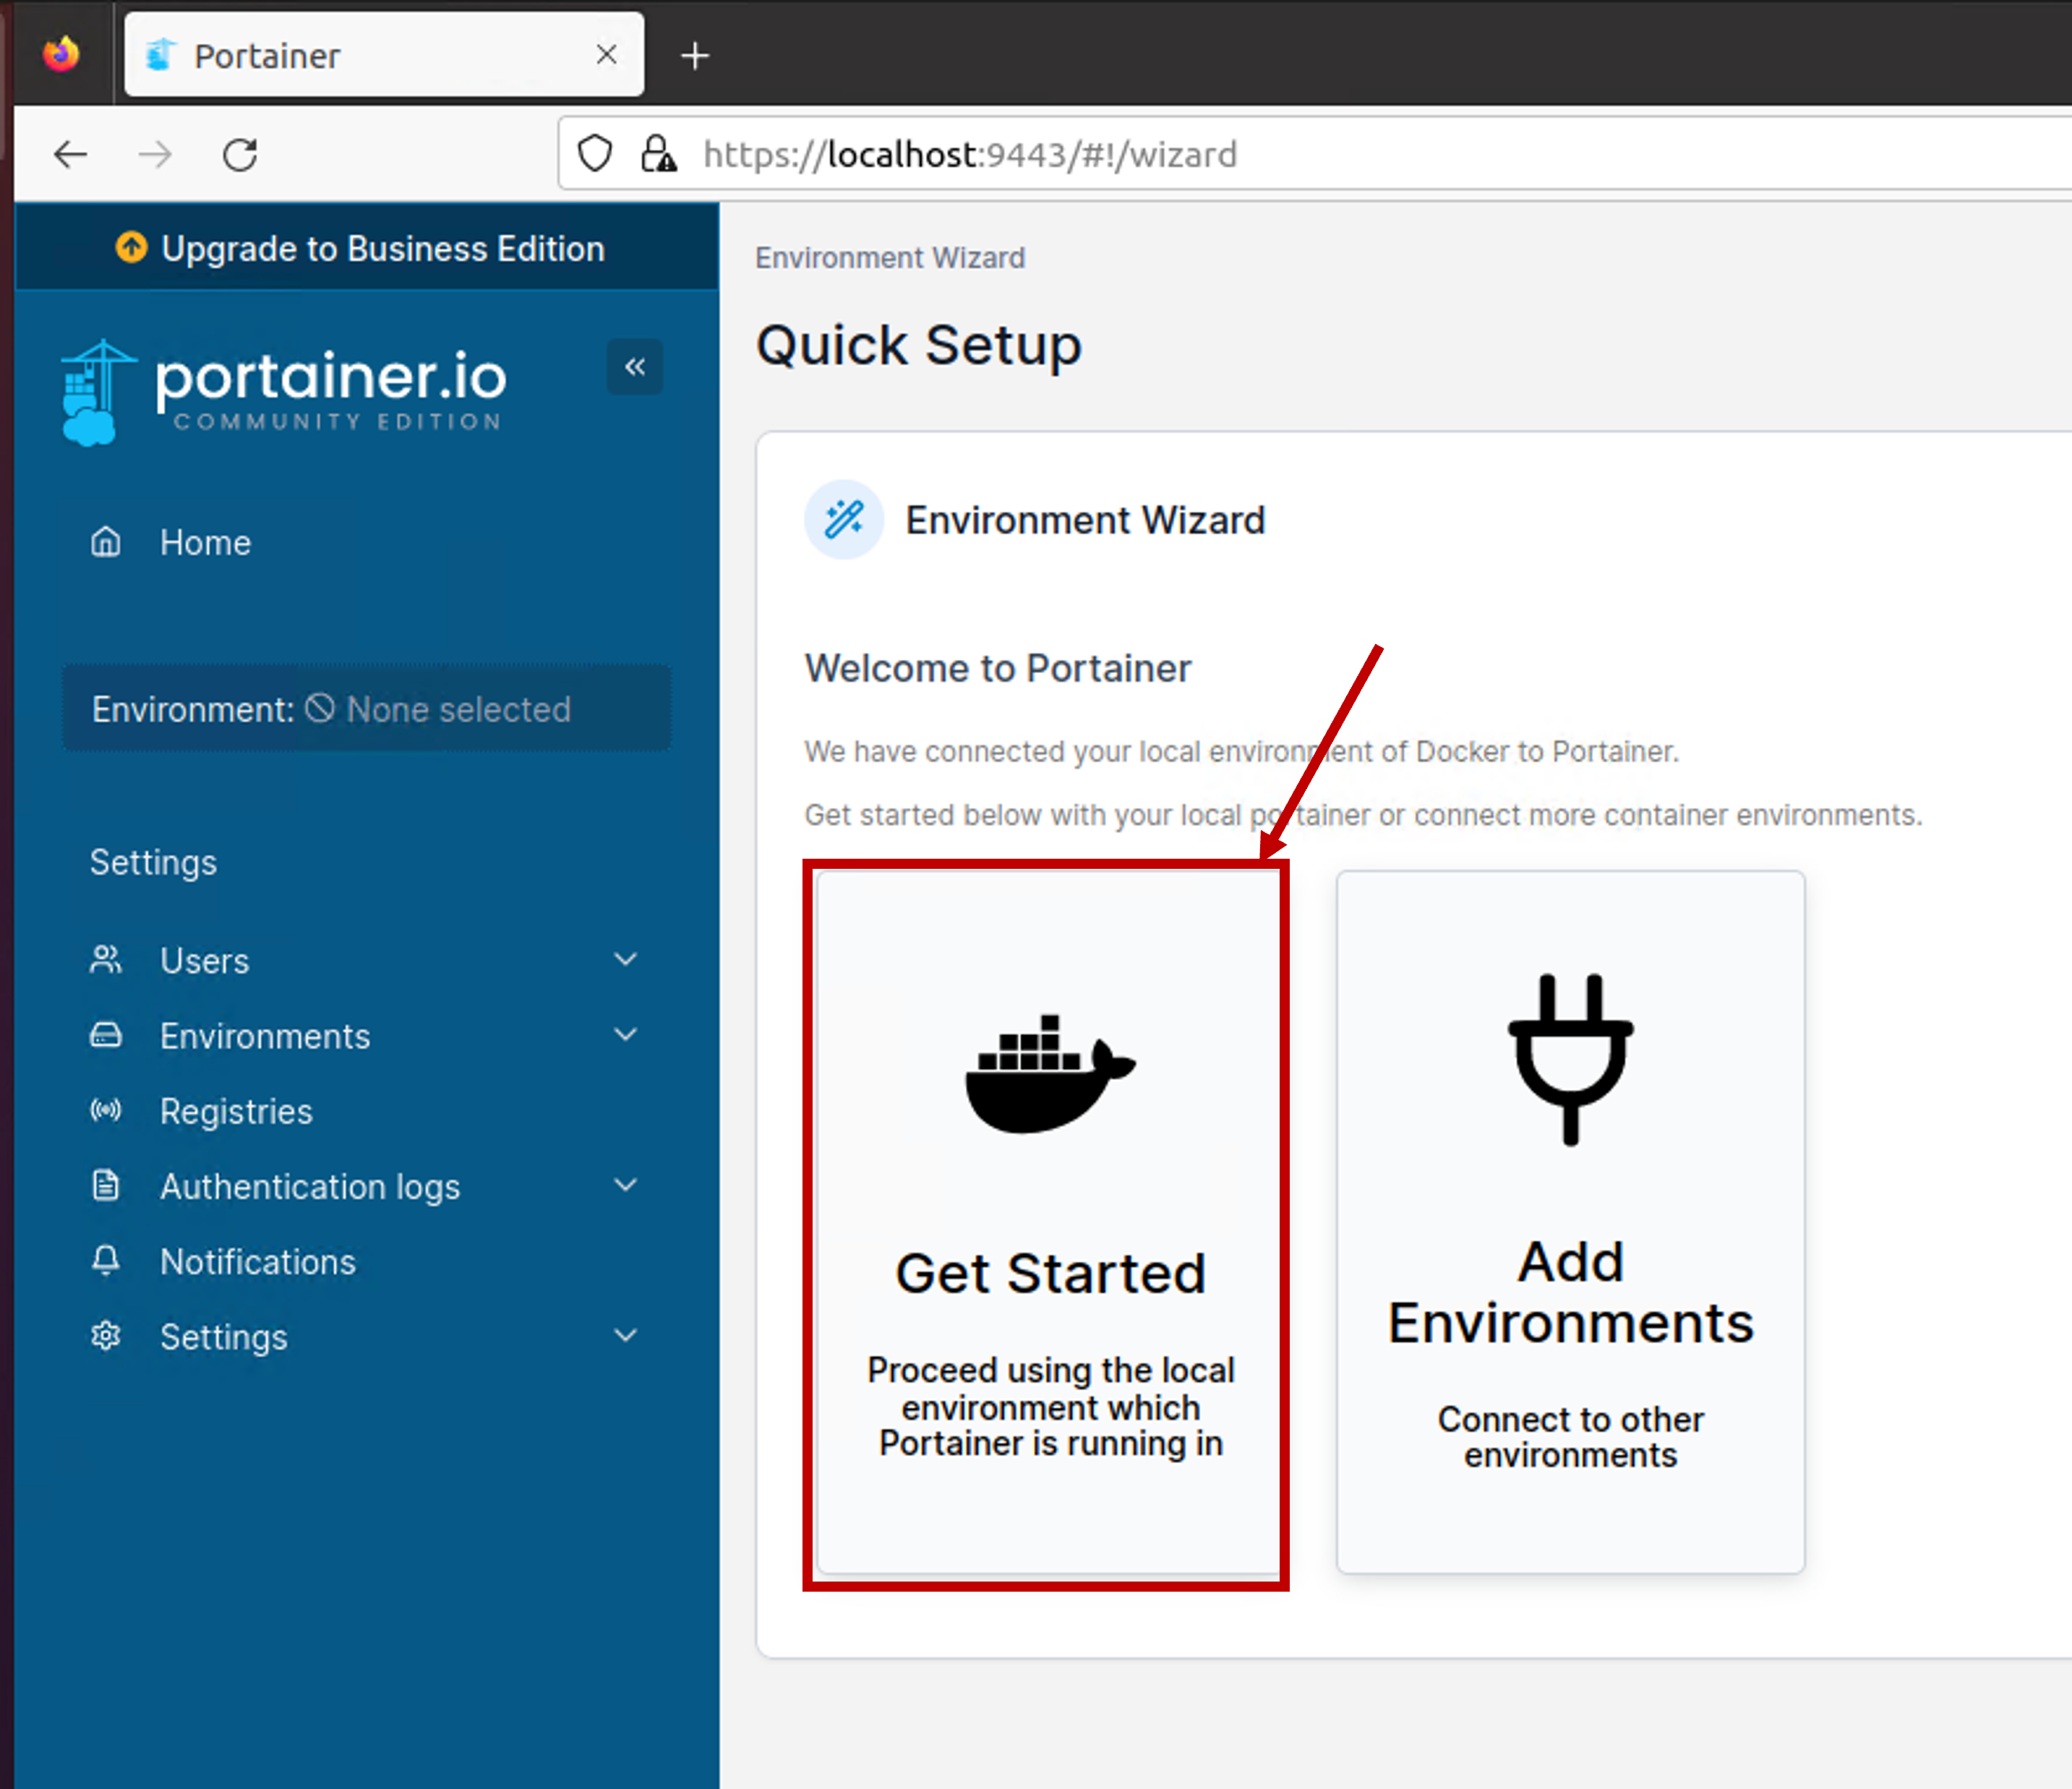 Portainer
https://localhost:9443/#!/wizard
Upgrade to Business Edition
portainer.io
COMMUNITY EDITION
Home
Environment: None selected
Settings
Users
Environments
Registries
Authentication logs
Notifications
Settings
Environment Wizard
Quick Setup
Environment Wizard
Welcome to Portainer
We have connected your local environment of Docker to Portainer.
Get started below with your local portainer or connect more container environments.
Get Started
Proceed using the local
environment which
Portainer is running in
Add
Environments
Connect to other
environments